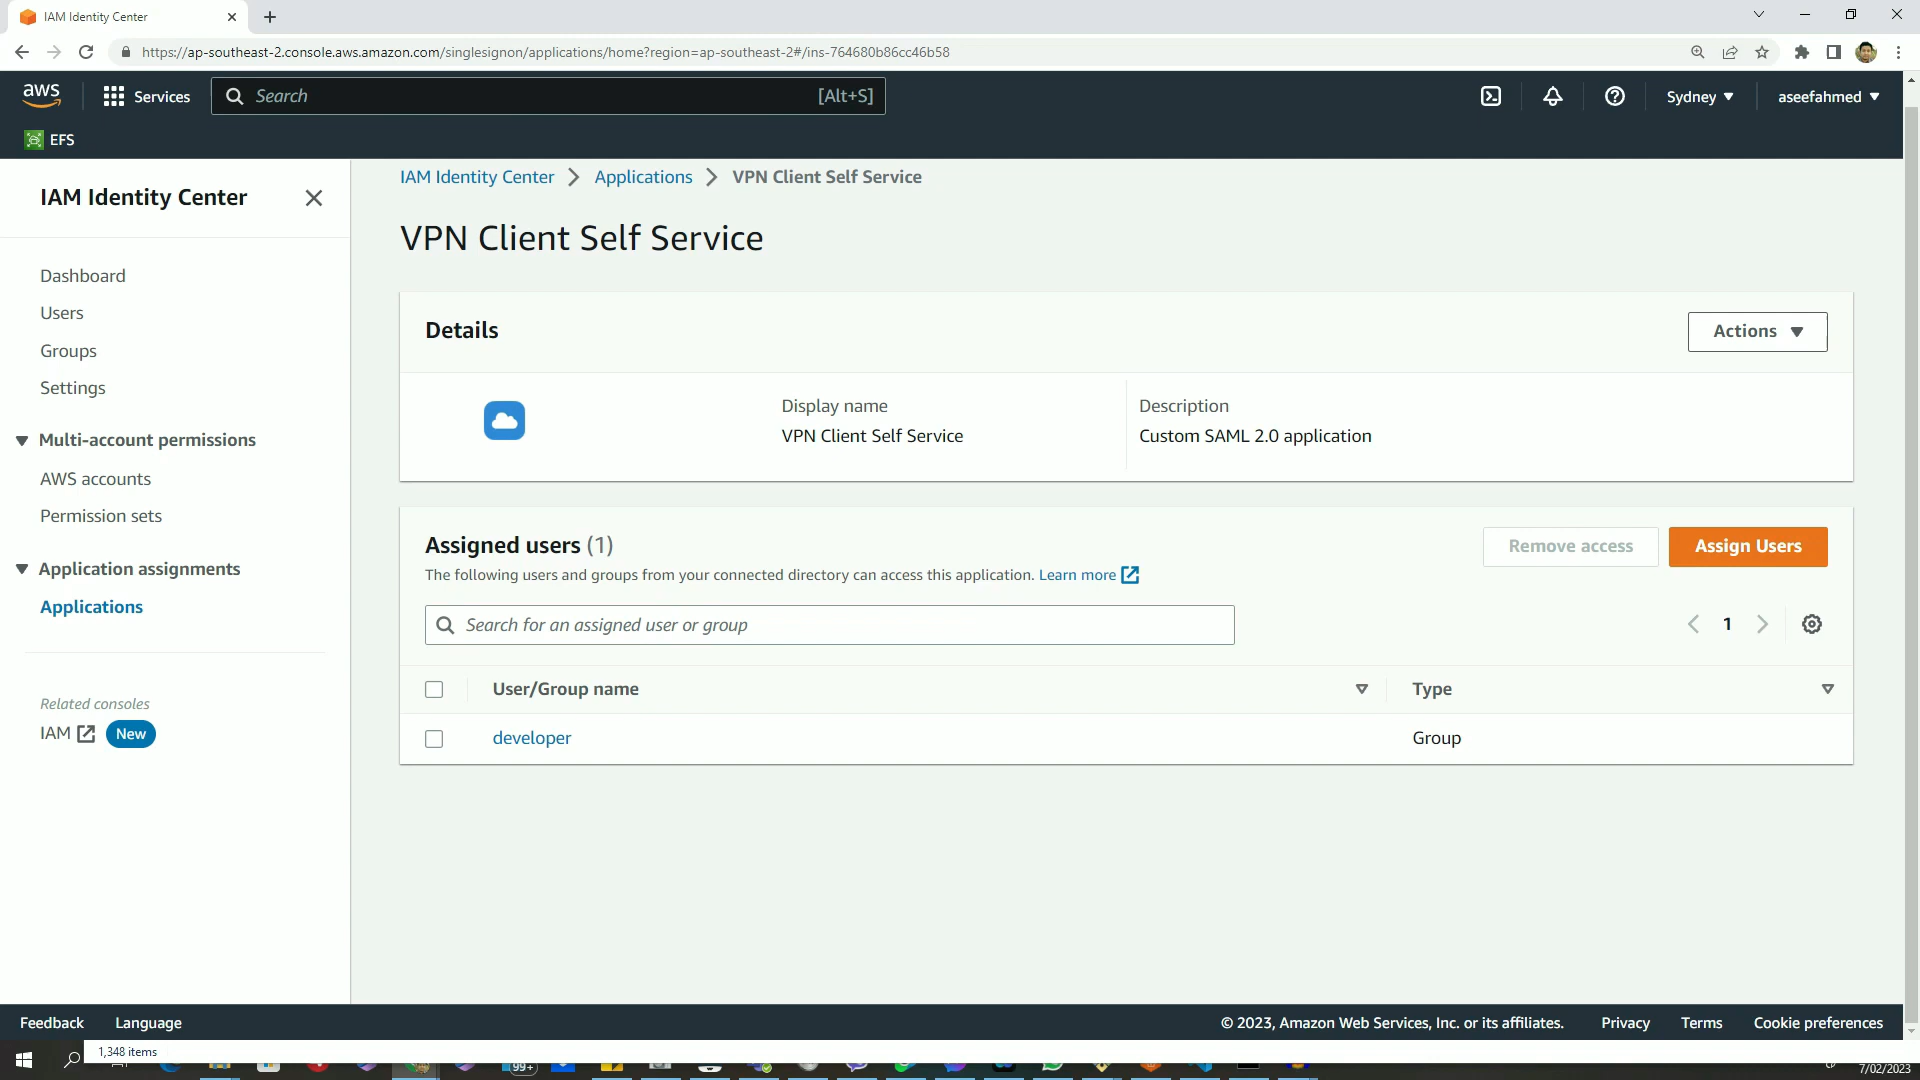 IAM Identity Center
https://ap-southeast-2.console.aws.amazon.com/singlesignon/applications/home?region=ap-southeast-2#/ins-764680b86cc46b58
aws
Services
Search
[Alt+S]
Sydney
aseefahmed
EFS
IAM Identity Center
Dashboard
Users
Groups
Settings
Multi-account permissions
AWS accounts
Permission sets
Application assignments
Applications
Related consoles
IAM New
IAM Identity Center > Applications > VPN Client Self Service
VPN Client Self Service
Details
Actions
Display name
VPN Client Self Service
Description
Custom SAML 2.0 application
Assigned users (1)
Remove access
Assign Users
The following users and groups from your connected directory can access this application. Learn more
Search for an assigned user or group
1
User/Group name
Type
developer
Group
Feedback
Language
© 2023, Amazon Web Services, Inc. or its affiliates.
Privacy
Terms
Cookie preferences
1,348 items
99+
7/02/2023